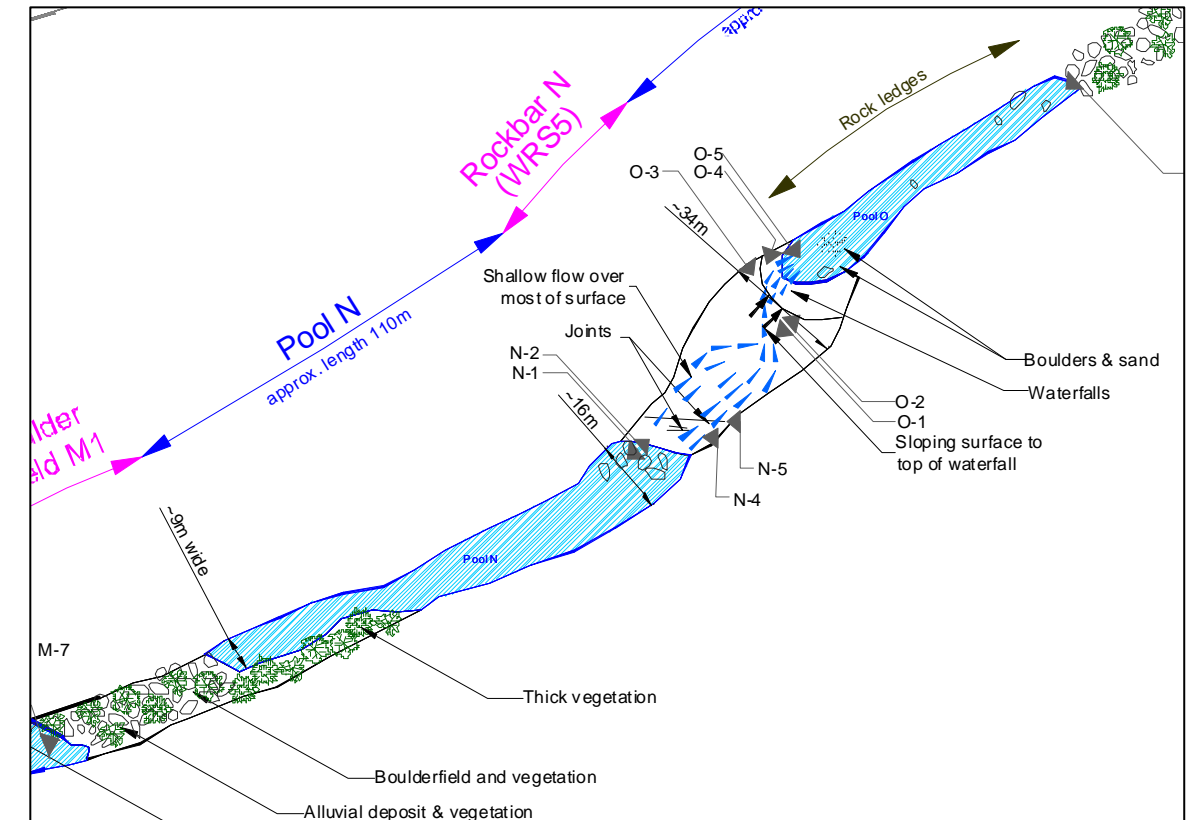 Rockbar N
(WRS5)
Rock ledges
O-5
O-4
O-3
Pool O
~34m
Shallow flow over
most of surface
Joints
Pool N
approx. length 110m
N-2
N-1
~16m
Boulders & sand
Waterfalls
O-2
O-1
Sloping surface to
top of waterfall
N-5
N-4
~9m wide
Pool N
M-7
Thick vegetation
Boulderfield and vegetation
Alluvial deposit & vegetation
M1